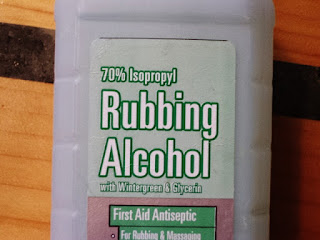 70% Isopropyl
Rubbing
Alcohol
with Wintergreen & Glycerin
First Aid Antiseptic
For Rubbing & Massaging